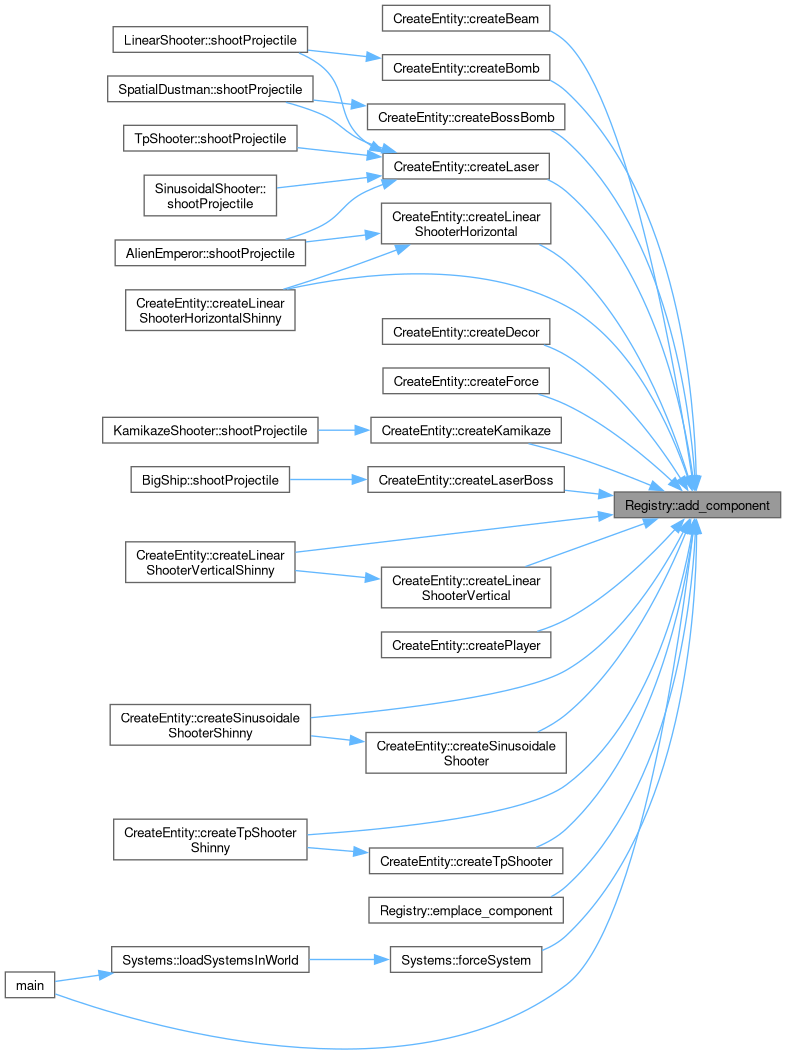 CreateEntity::createBeam
LinearShooter::shootProjectile
CreateEntity::createBomb
SpatialDustman::shootProjectile
CreateEntity::createBossBomb
TpShooter::shootProjectile
CreateEntity::createLaser
SinusoidalShooter::
shootProjectile
CreateEntity::createLinear
ShooterHorizontal
AlienEmperor::shootProjectile
CreateEntity::createLinear
ShooterHorizontalShinny
CreateEntity::createDecor
CreateEntity::createForce
KamikazeShooter::shootProjectile
CreateEntity::createKamikaze
BigShip::shootProjectile
CreateEntity::createLaserBoss
Registry::add_component
CreateEntity::createLinear
ShooterVerticalShinny
CreateEntity::createLinear
ShooterVertical
CreateEntity::createPlayer
CreateEntity::createSinusoidale
ShooterShinny
CreateEntity::createSinusoidale
Shooter
CreateEntity::createTpShooter
Shinny
CreateEntity::createTpShooter
Registry::emplace_component
Systems::loadSystemsInWorld
Systems::forceSystem
main